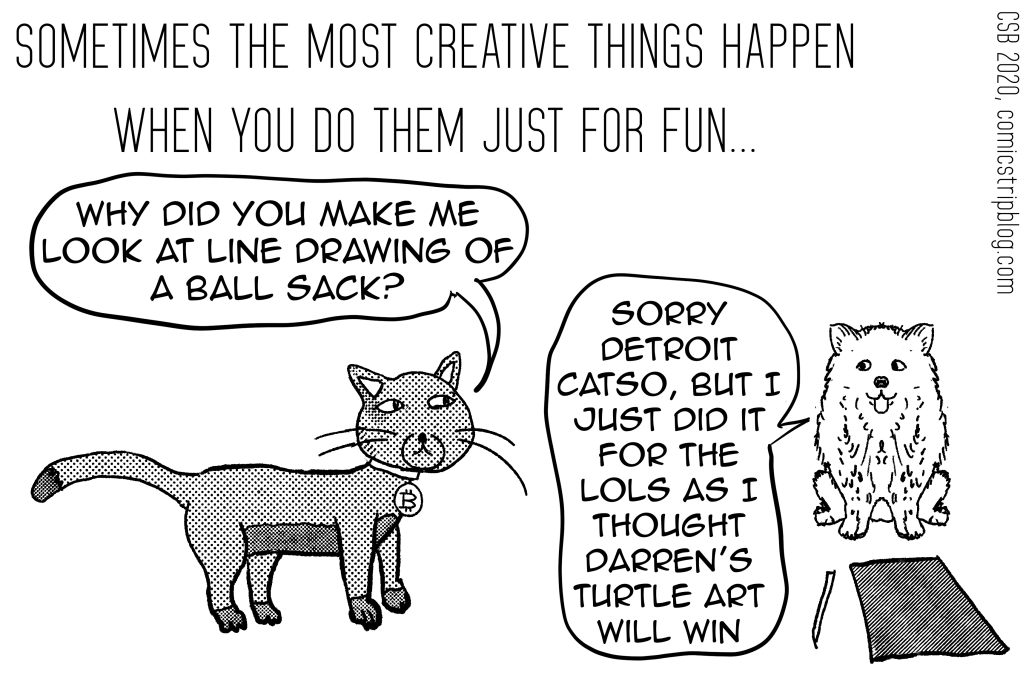 SOMETIMES THE MOST CREATIVE THINGS HAPPEN
WHEN YOU DO THEM JUST FOR FUN...
CSB 2020, comicstripblog.com
WHY DID YOU MAKE ME
LOOK AT LINE DRAWING OF
A BALL SACK?
SORRY
DETROIT
CATSO, BUT I
JUST DID IT
FOR THE
LOLS AS I
THOUGHT
DARREN'S
TURTLE ART
WILL WIN
₿